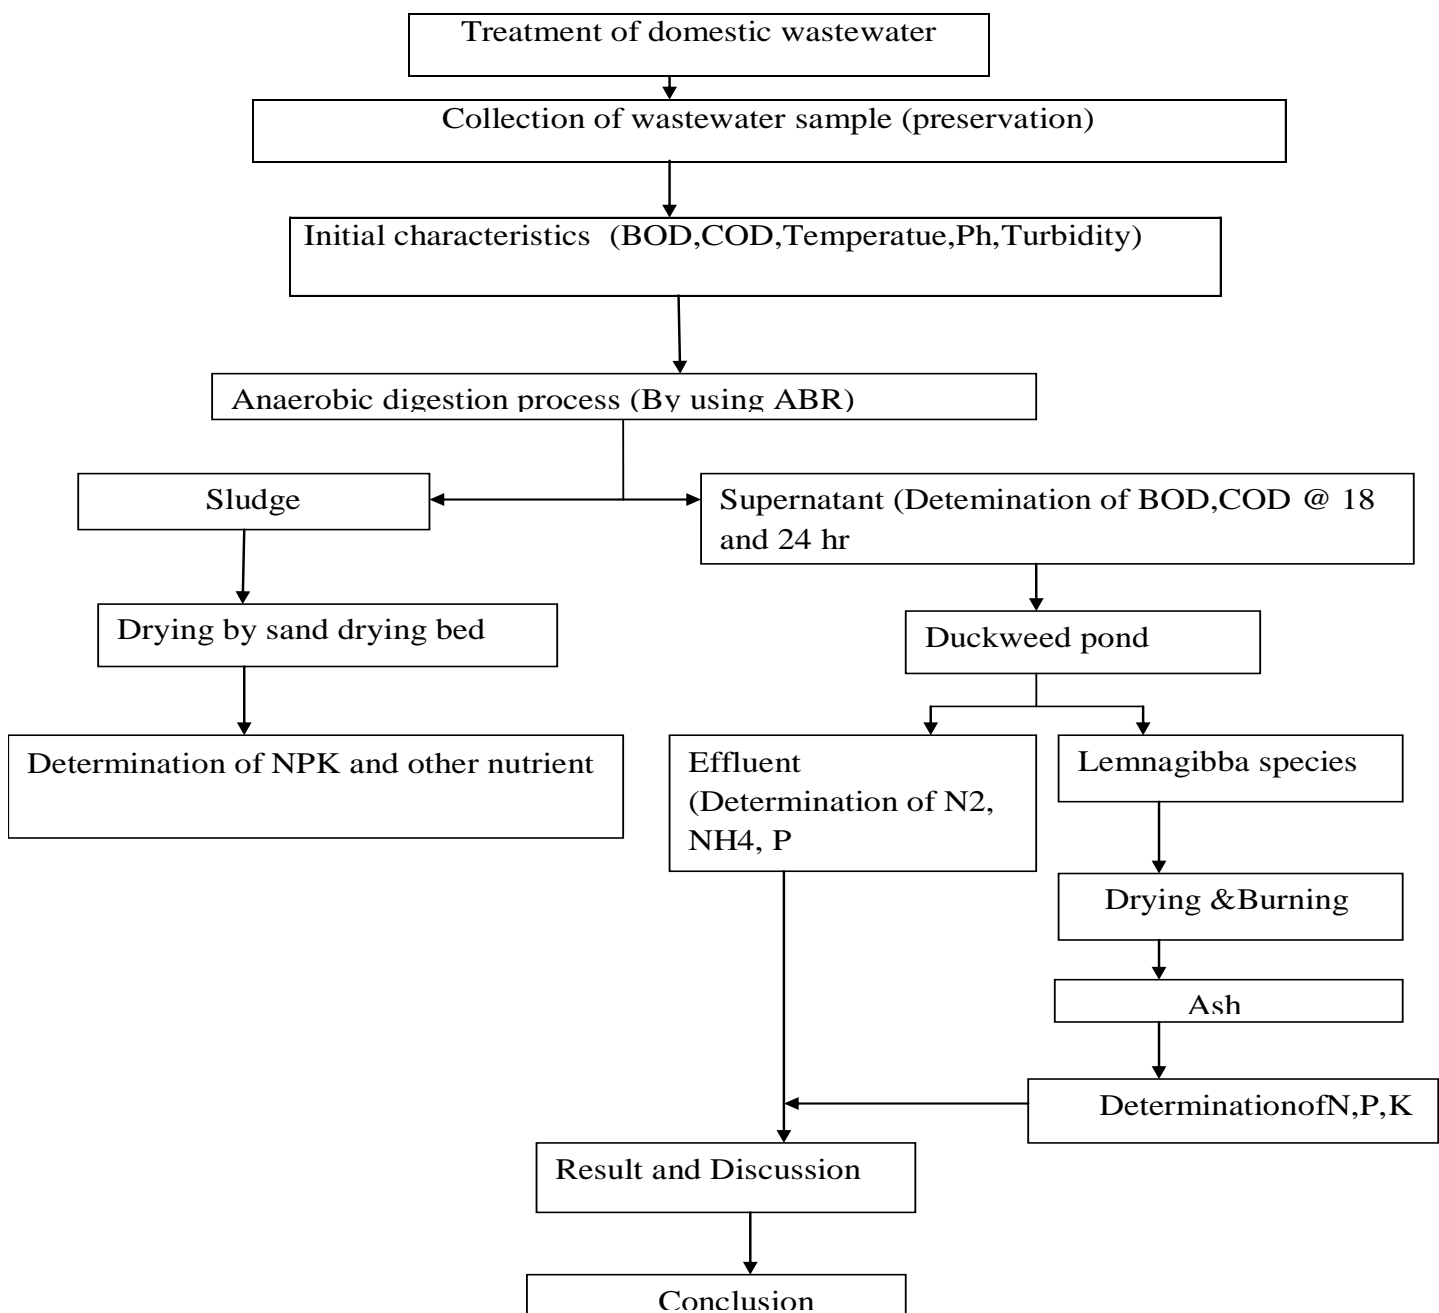 Treatment of domestic wastewater
Collection of wastewater sample (preservation)
Initial characteristics  (BOD,COD,Temperatue,Ph,Turbidity)
Anaerobic digestion process (By using ABR)
Sludge
Supernatant (Detemination of BOD,COD @ 18
and 24 hr
Drying by sand drying bed
Duckweed pond
Determination of NPK and other nutrient
Effluent
(Determination of N2,
NH4, P
Lemnagibba species
Drying &Burning
Ash
DeterminationofN,P,K
Result and Discussion
Conclusion